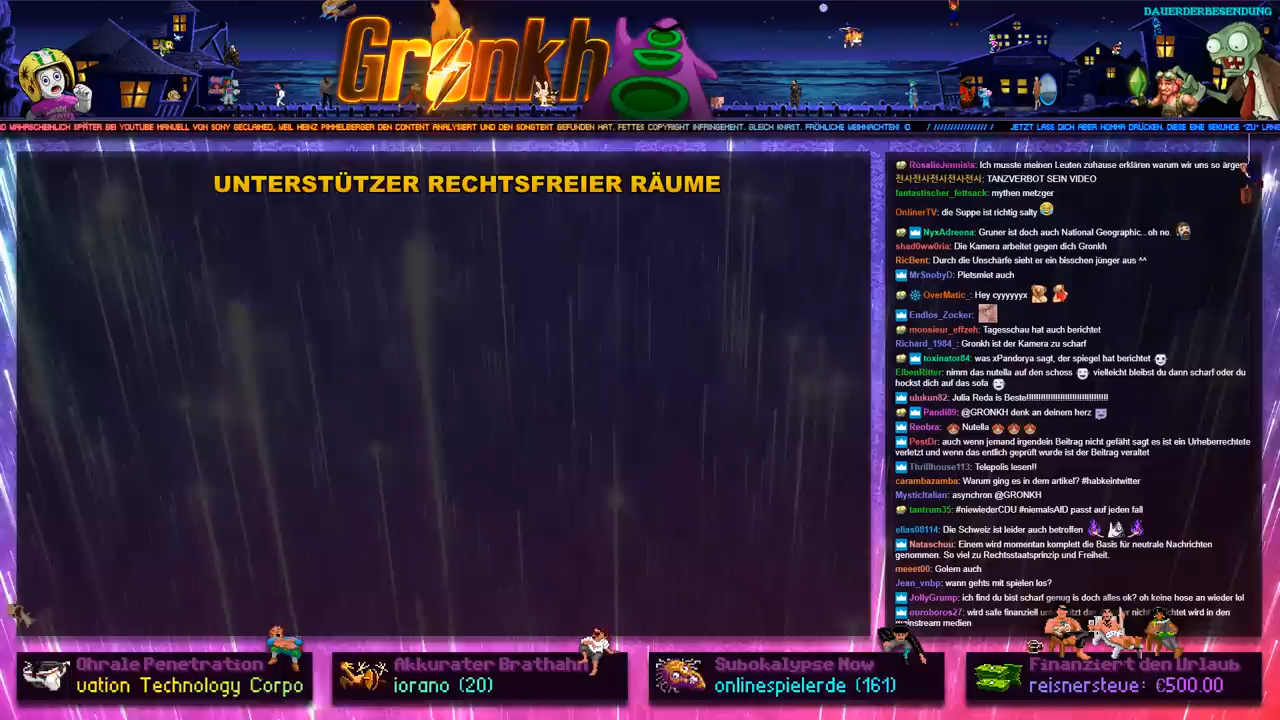 DAUERDERBESENDUNG
Gronkh
ND WAHRSCHEINLICH SPÄTER BEI YOUTUBE MANUELL VON SONY GECLAIMED, WEIL HEINZ PIMMELBERGER DEN CONTENT ANALYSIERT UND DEN SONGTEXT GEFUNDEN HAT. FETTES COPYRIGHT INFRINGEMENT. GLEICH KNAST. FRÖHLICHE WEIHNACHTEN! :O / //////////////// / JETZT LASS DICH ABER NOMMA DRÜCKEN. DIESE EINE SEKUNDE *ZU* LANG
UNTERSTÜTZER RECHTSFREIER RÄUME
RosalieJennis's: Ich musste meinen Leuten zuhause erklären warum wir uns so ärgern
전사전사전사전사전사전사: TANZVERBOT SEIN VIDEO
fantastischer_fettsack: mythen metzger
OnlinerTV: die Suppe ist richtig salty
NyxAdreena: Gruner ist doch auch National Geographic...oh no.
shad0ww0ria: Die Kamera arbeitet gegen dich Gronkh
RicBent: Durch die Unschärfe sieht er ein bisschen jünger aus ^^
MrSnobyD: Pietsmiet auch
OverMatic_: Hey cyyyyyyx
Endlos_Zocker:
monsieur_effzeh: Tagesschau hat auch berichtet
Richard_1984_: Gronkh ist der Kamera zu scharf
toxinator84: was xPandorya sagt, der spiegel hat berichtet
ElbenRitter: nimm das nutella auf den schoss vielleicht bleibst du dann scharf oder du
hockst dich auf das sofa
ulukun82: Julia Reda is Beste!!!!!!!!!!!!!!!!!!!!!!!!!!!!!!!!!!
Pandi89: @GRONKH denk an deinem herz
Reobra: Nutella
PestDr: auch wenn jemand irgendein Beitrag nicht gefäht sagt es ist ein Urheberrechtete
verletzt und wenn das entlich geprüft wurde ist der Beitrag veraltet
Thrillhouse113: Telepolis lesen!!
carambazamba: Warum ging es in dem artikel? #habkeintwitter
MysticItalian: asynchron @GRONKH
tantrum35: #niewiederCDU #niemalsAfD passt auf jeden fall
elias08114: Die Schweiz ist leider auch betroffen
Nataschuu: Einem wird momentan komplett die Basis für neutrale Nachrichten
genommen. So viel zu Rechtsstaatsprinzip und Freiheit.
meeet00: Golem auch
Jean_vnbp: wann gehts mit spielen los?
JollyGrump: ich find du bist scharf genug is doch alles ok? oh keine hose an wieder lol
ouroboros27: wird safe finanziell wird in den
mainstream medien
Ohrale Penetration
uation Technology Corpo
Akkurater Brathahn
iorano (20)
Subokalypse Now
onlinespielerde (161)
Finanziert den Urlaub
reisnersteve: €500.00